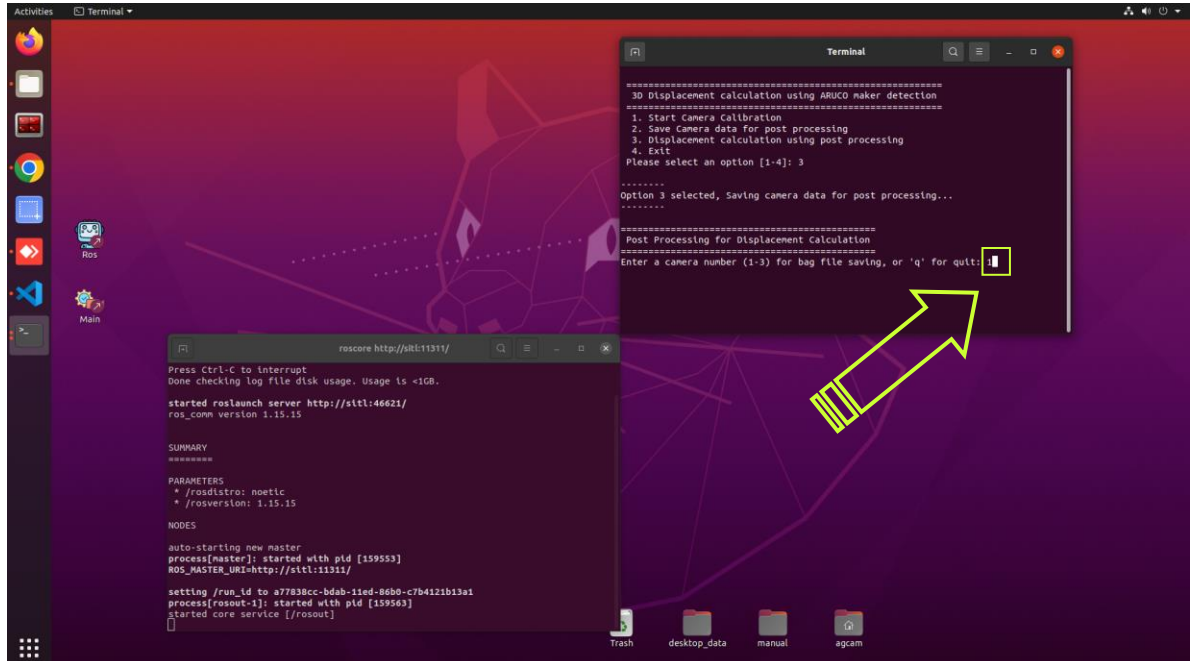 Activities Terminal
Terminal
========================================================
3D Displacement calculation using ARUCO maker detection
========================================================
1. Start Camera Calibration
2. Save Camera data for post processing
3. Displacement calculation using post processing
4. Exit
Please select an option [1-4]: 3
--------
Option 3 selected, Saving camera data for post processing...
--------
=============================================
Post Processing for Displacement Calculation
=============================================
Enter a camera number (1-3) for bag file saving, or 'q' for quit: 1
Ros
Main
roscore http://sitl:11311/
Press Ctrl-C to interrupt
Done checking log file disk usage. Usage is <1GB.
started roslaunch server http://sitl:46621/
ros_comm version 1.15.15
SUMMARY
========
PARAMETERS
* /rosdistro: noetic
* /rosversion: 1.15.15
NODES
auto-starting new master
process[master]: started with pid [159553]
ROS_MASTER_URI=http://sitl:11311/
setting /run_id to a77838cc-bdab-11ed-86b0-c7b4121b13a1
process[rosout-1]: started with pid [159563]
started core service [/rosout]
Trash desktop_data manual agcam